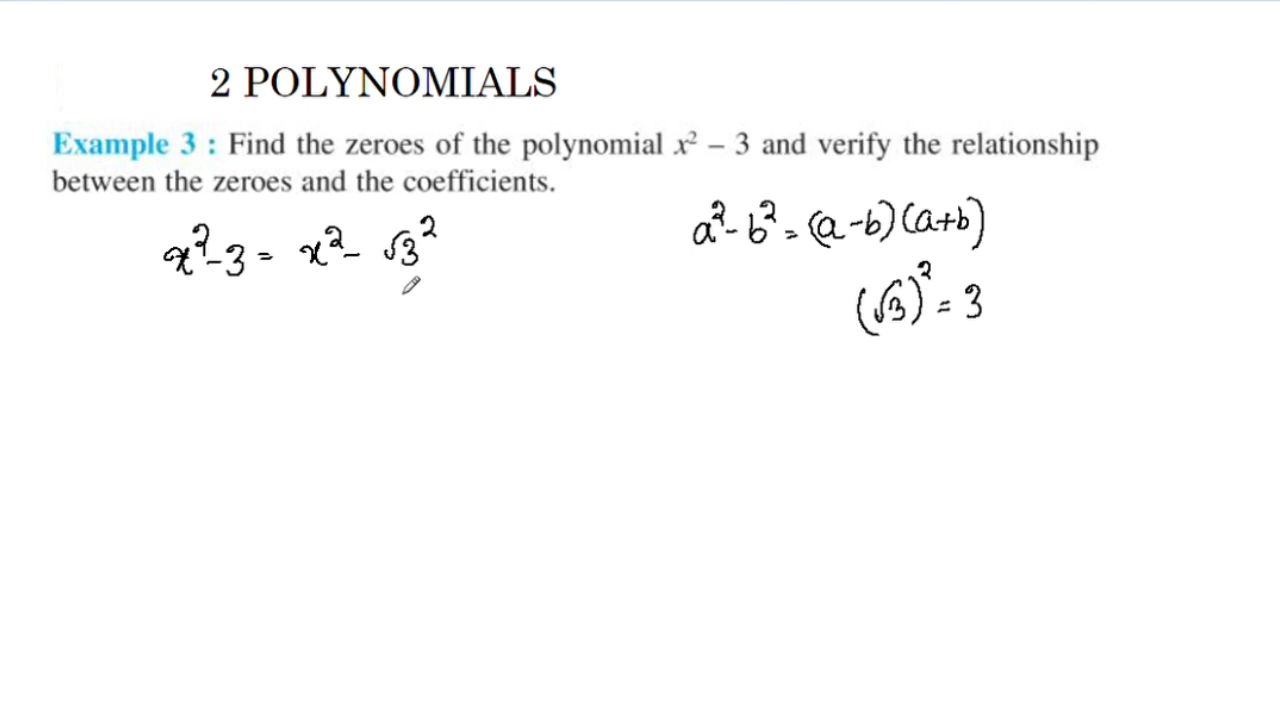 2 POLYNOMIALS
Example 3 : Find the zeroes of the polynomial x² – 3 and verify the relationship
between the zeroes and the coefficients.
x² - 3 = x² - √3²
a² - b² = (a - b) (a + b)
(√3)² = 3